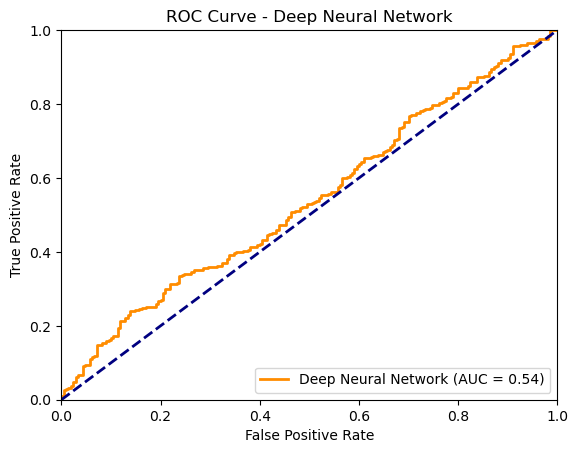 ROC Curve - Deep Neural Network
True Positive Rate
1.0
0.8
0.6
0.4
0.2
0.0
Deep Neural Network (AUC = 0.54)
0.0 0.2 0.4 0.6 0.8 1.0
False Positive Rate